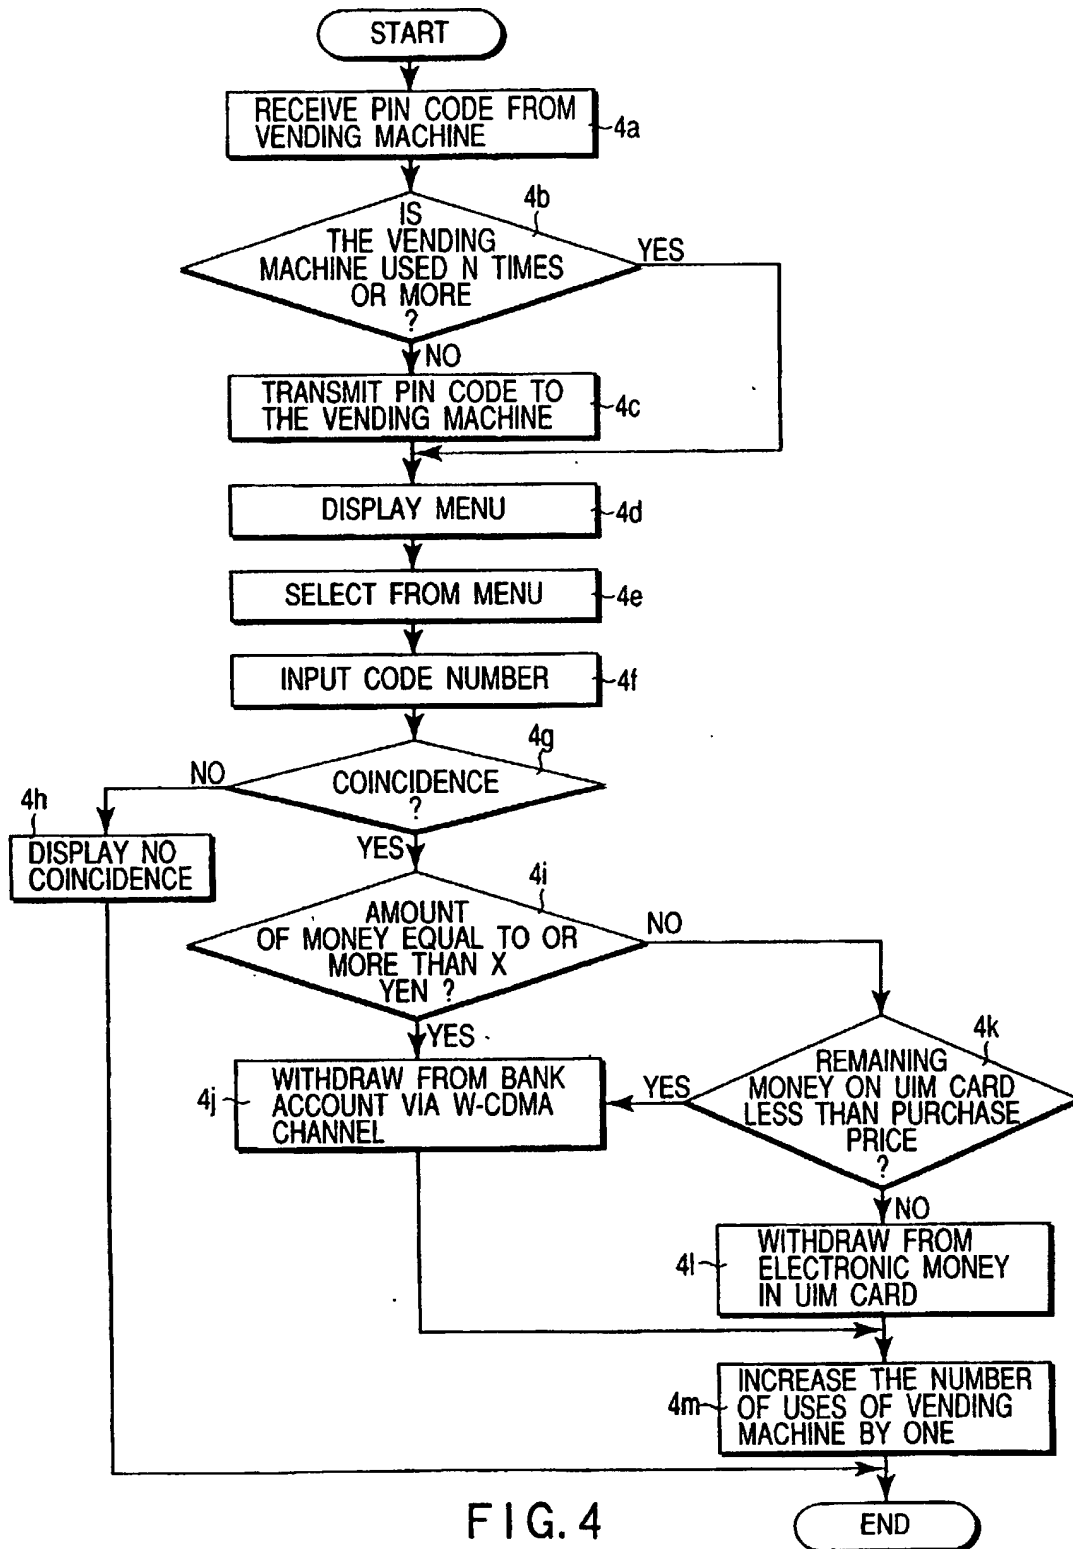 START
RECEIVE PIN CODE FROM
VENDING MACHINE
4a
4b
IS
THE VENDING
MACHINE USED N TIMES
OR MORE
?
YES
NO
TRANSMIT PIN CODE TO
THE VENDING MACHINE
4c
DISPLAY MENU
4d
SELECT FROM MENU
4e
INPUT CODE NUMBER
4f
4g
COINCIDENCE
?
NO
4h
DISPLAY NO
COINCIDENCE
YES
4i
AMOUNT
OF MONEY EQUAL TO OR
MORE THAN X
YEN ?
NO
YES
4j
WITHDRAW FROM BANK
ACCOUNT VIA W-CDMA
CHANNEL
4k
REMAINING
MONEY ON UIM CARD
LESS THAN PURCHASE
PRICE
?
YES
NO
4l
WITHDRAW FROM
ELECTRONIC MONEY
IN UIM CARD
4m
INCREASE THE NUMBER
OF USES OF VENDING
MACHINE BY ONE
END
FIG. 4